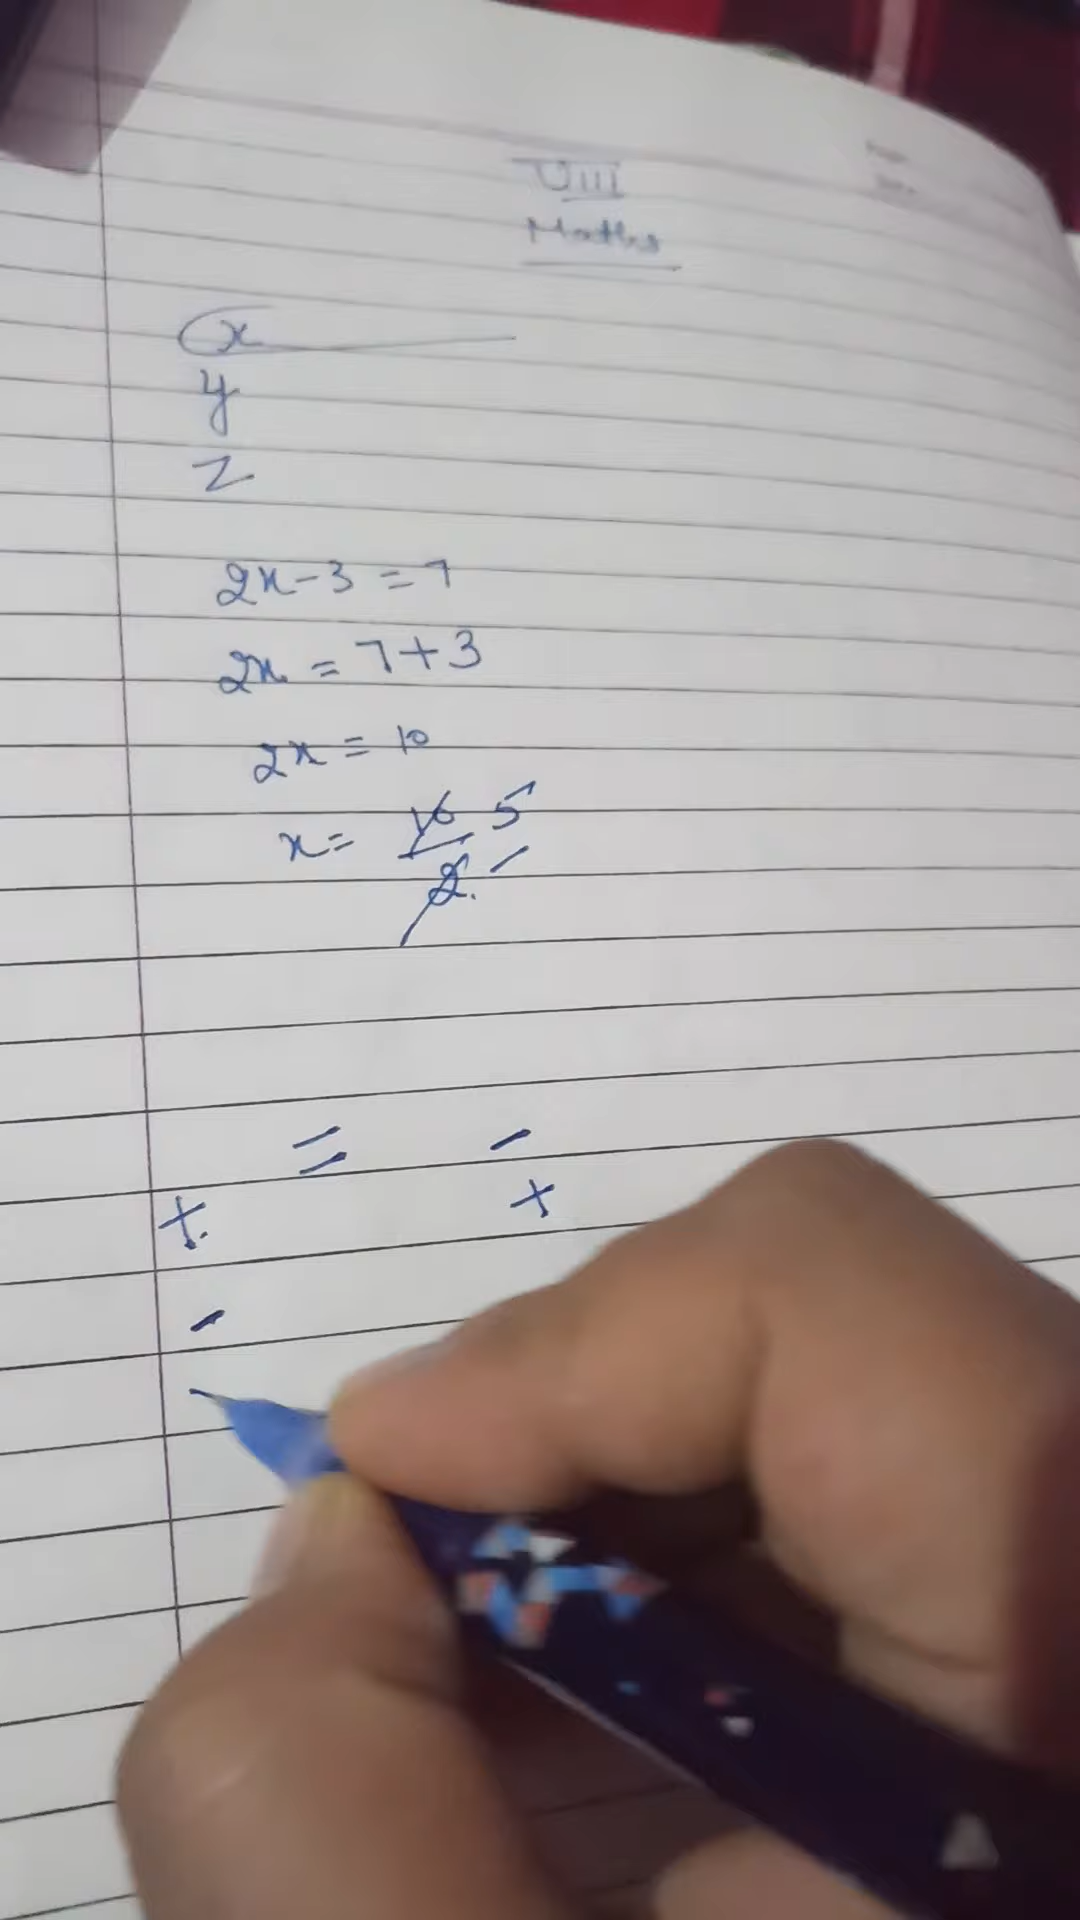 VIII
Maths
x
y
z
2x - 3 = 7
2x = 7 + 3
2x = 10
x = 10/2 5
= -
+ +
-